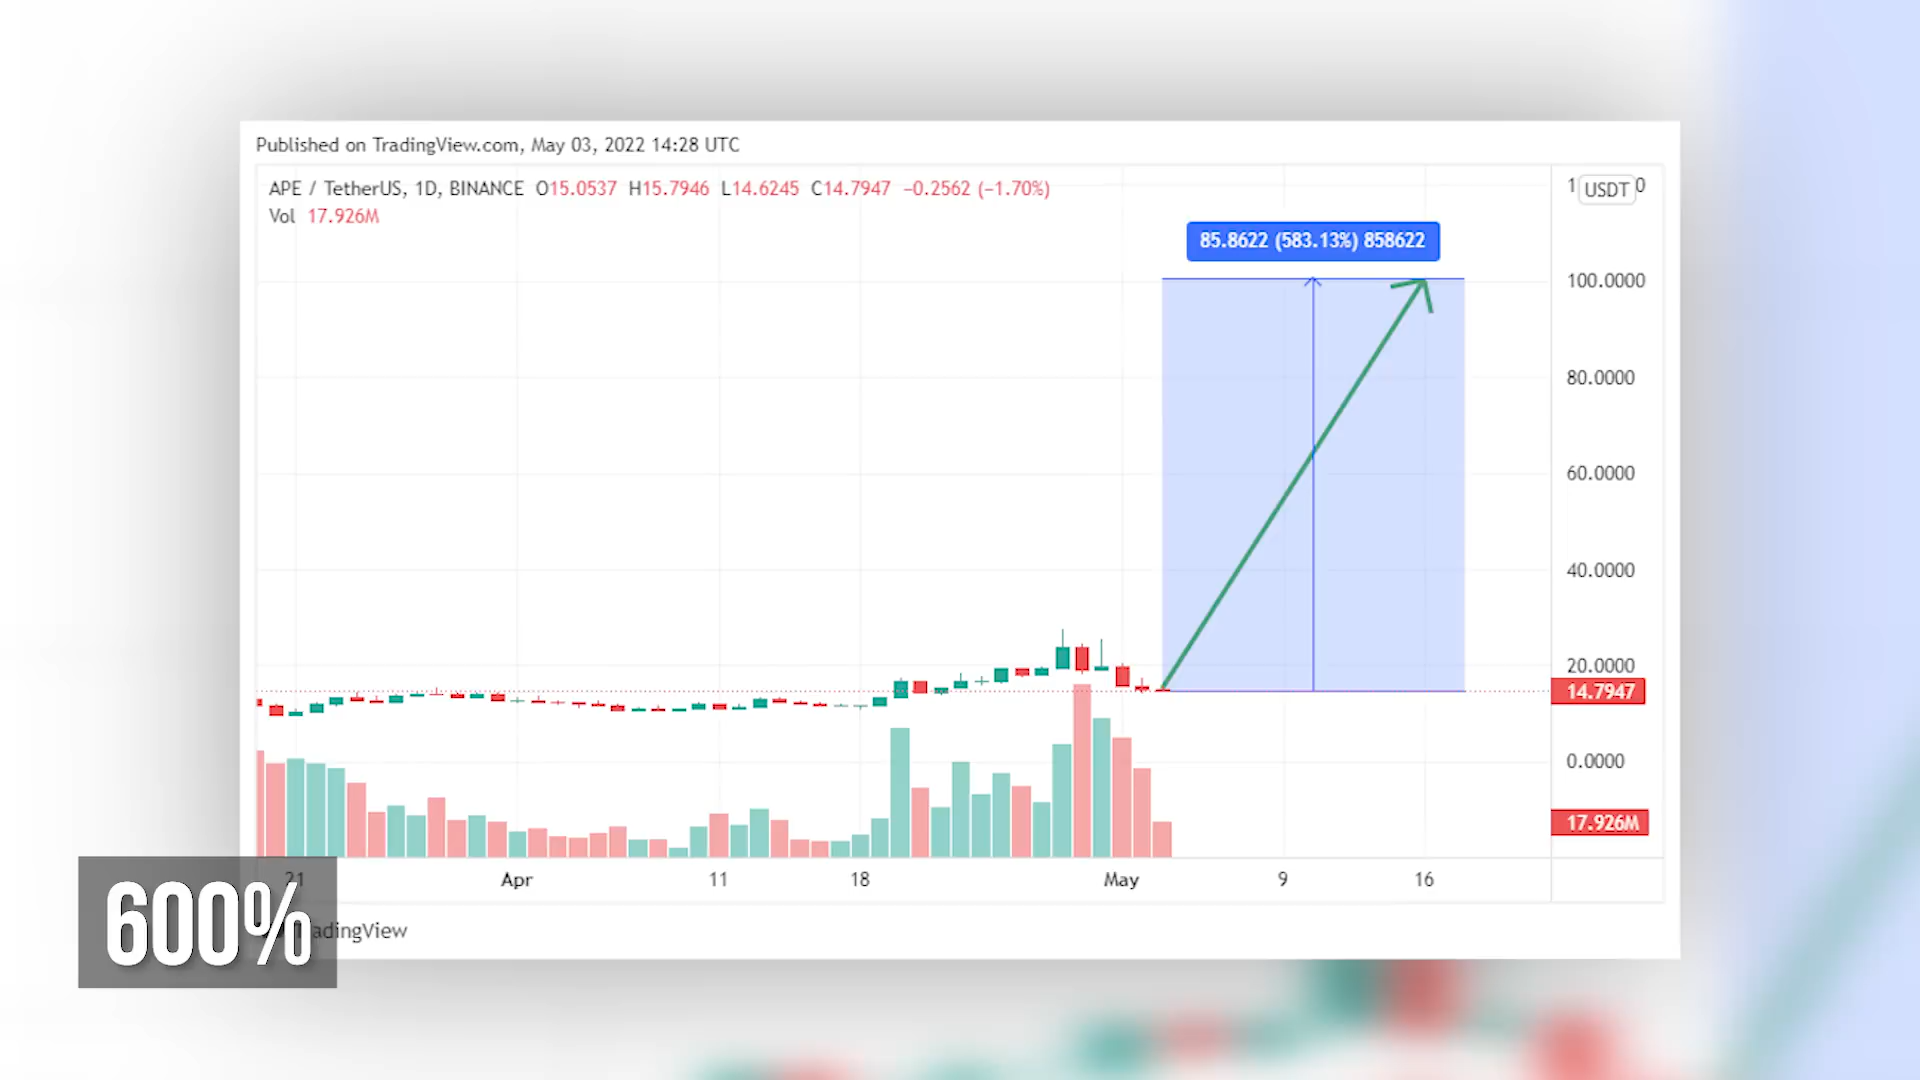 Published on TradingView.com, May 03, 2022 14:28 UTC
APE / TetherUS, 1D, BINANCE O15.0537 H15.7946 L14.6245 C14.7947 −0.2562 (−1.70%)
Vol 17.926M
USDT
85.8622 (583.13%) 858622
100.0000
80.0000
60.0000
40.0000
20.0000
14.7947
0.0000
17.926M
21 Apr 11 18 May 9 16
600%
TradingView